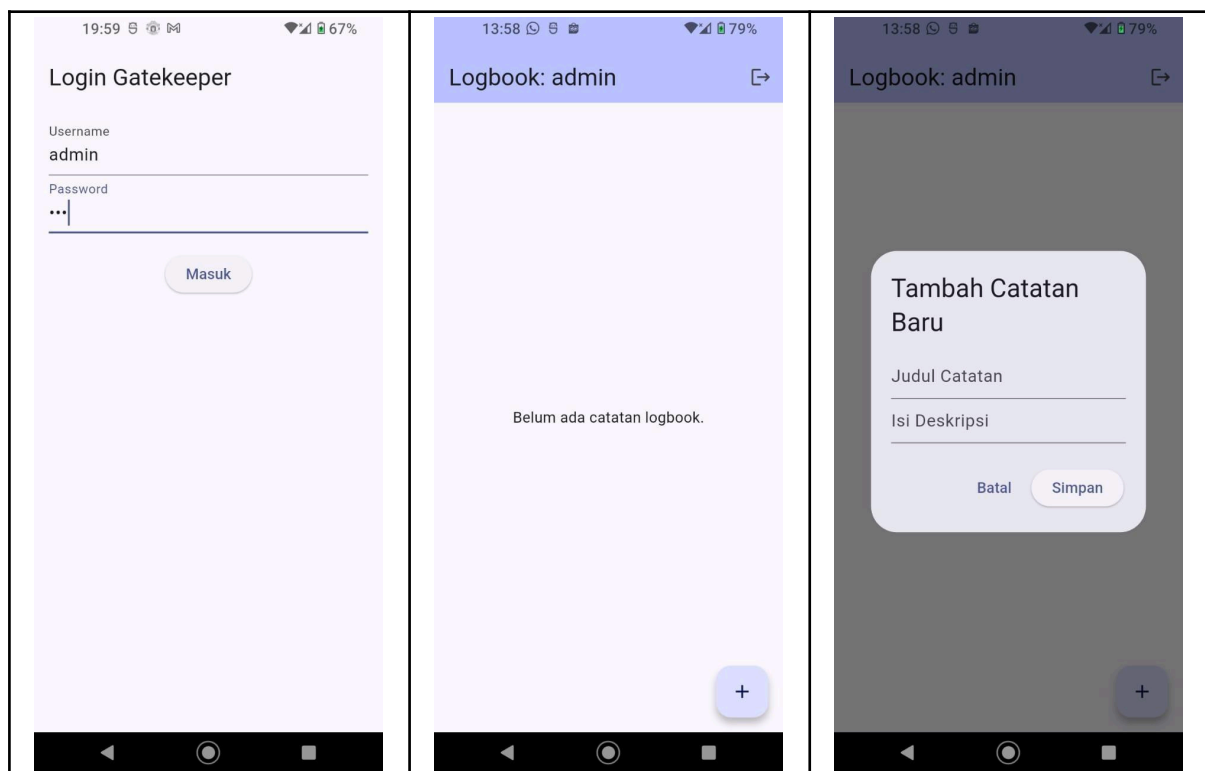 19:59
67%
Login Gatekeeper
Username
admin
Password
•••
Masuk
13:58
79%
Logbook: admin
Belum ada catatan logbook.
+
13:58
79%
Logbook: admin
Tambah Catatan
Baru
Judul Catatan
Isi Deskripsi
Batal Simpan
+